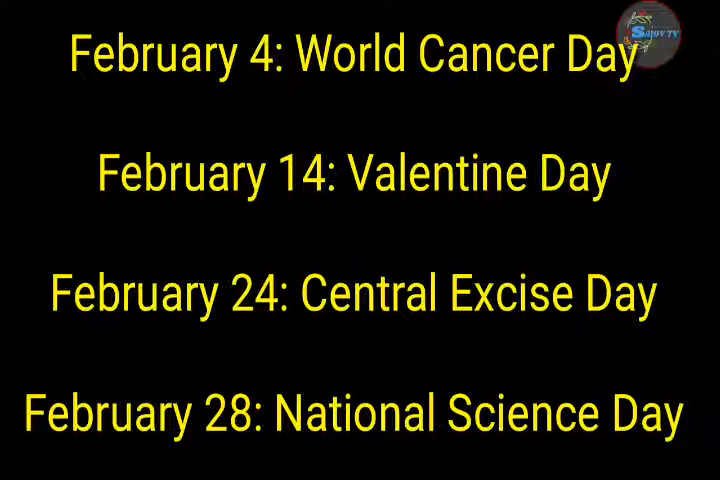 February 4: World Cancer Day
February 14: Valentine Day
February 24: Central Excise Day
February 28: National Science Day